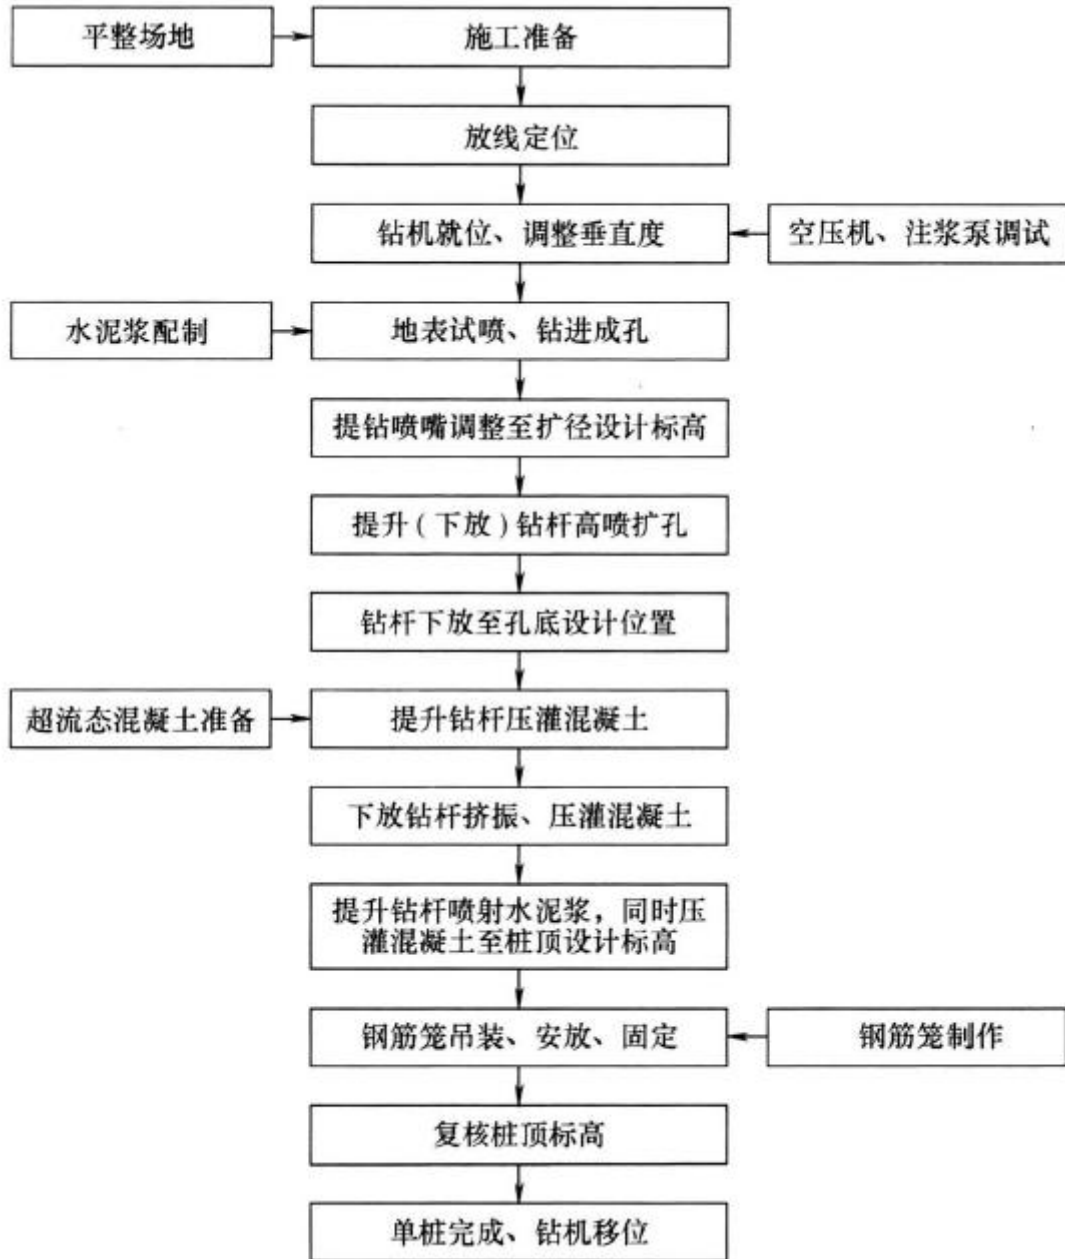 平整场地
施工准备
放线定位
钻机就位、调整垂直度
空压机、注浆泵调试
水泥浆配制
地表试喷、钻进成孔
提钻喷嘴调整至扩径设计标高
提升(下放)钻杆高喷扩孔
钻杆下放至孔底设计位置
超流态混凝土准备
提升钻杆压灌混凝土
下放钻杆挤振、压灌混凝土
提升钻杆喷射水泥浆，同时压
灌混凝土至桩顶设计标高
钢筋笼吊装、安放、固定
钢筋笼制作
复核桩顶标高
单桩完成、钻机移位